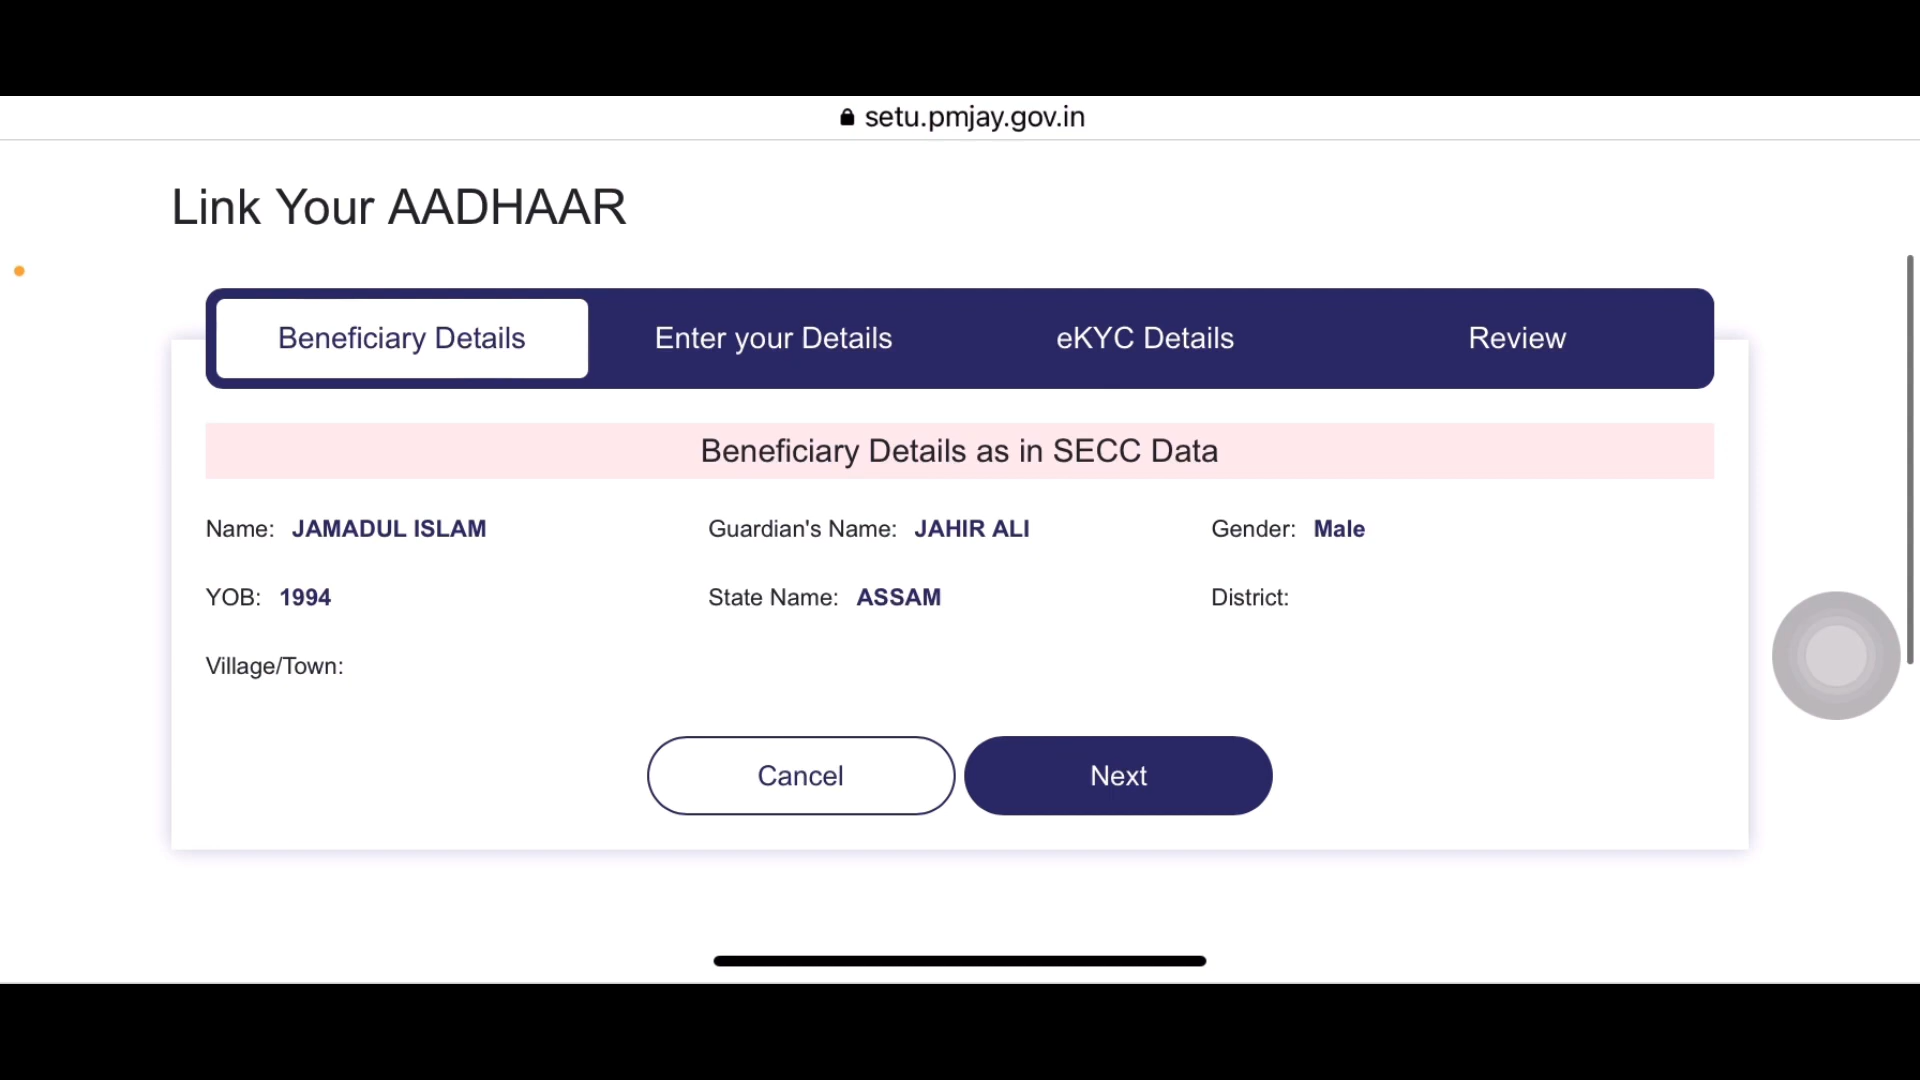 setu.pmjay.gov.in
Link Your AADHAAR
Beneficiary Details Enter your Details eKYC Details Review
Beneficiary Details as in SECC Data
Name: JAMADUL ISLAM Guardian's Name: JAHIR ALI Gender: Male
YOB: 1994 State Name: ASSAM District:
Village/Town:
Cancel Next